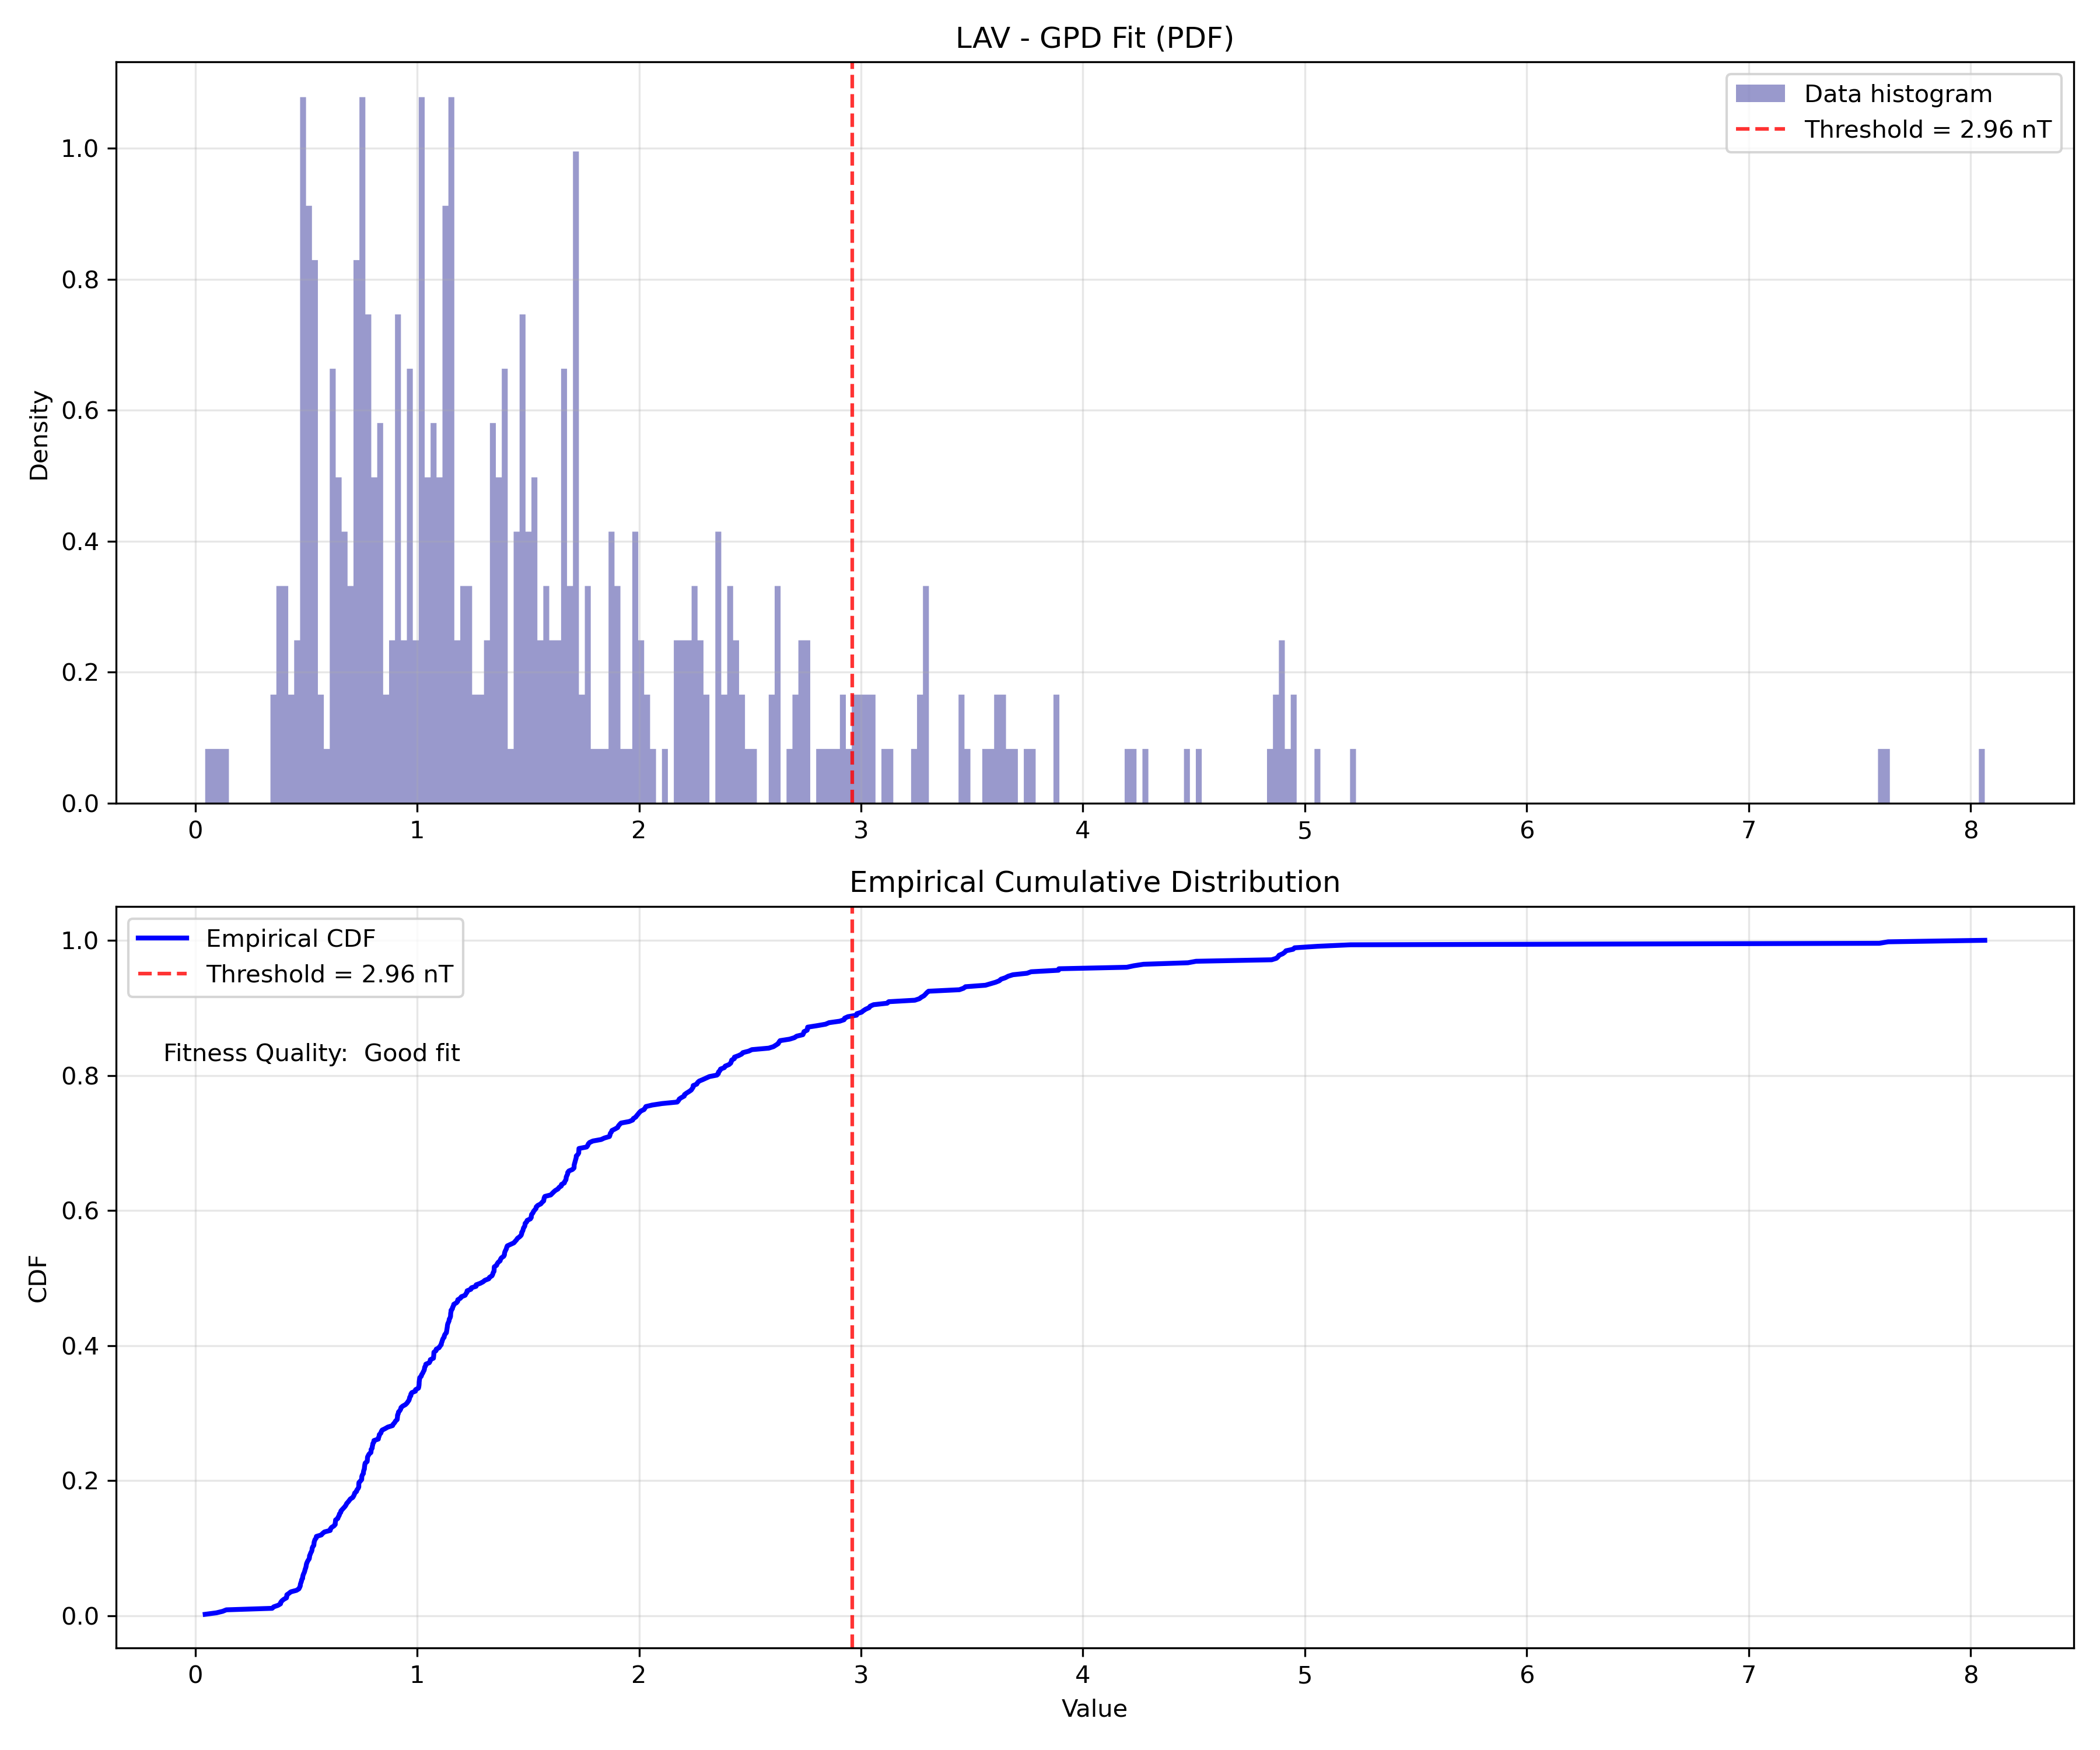 LAV - GPD Fit (PDF)
Data histogram
Threshold = 2.96 nT
Density
1.0
0.8
0.6
0.4
0.2
0.0
0 1 2 3 4 5 6 7 8
Empirical Cumulative Distribution
Empirical CDF
Threshold = 2.96 nT
Fitness Quality:  Good fit
CDF
1.0
0.8
0.6
0.4
0.2
0.0
0 1 2 3 4 5 6 7 8
Value